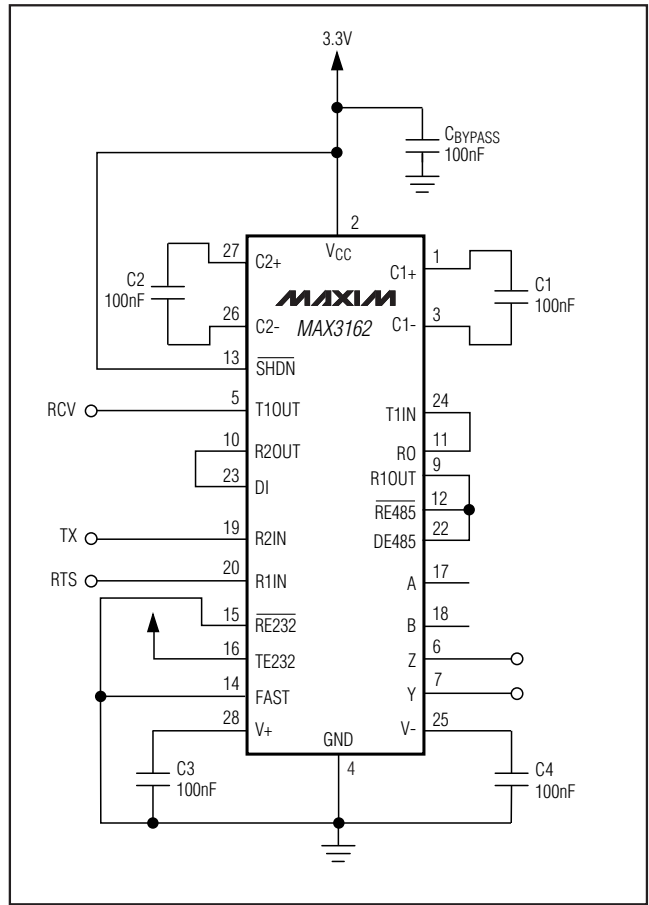 3.3V
CBYPASS
100nF
2
VCC
27
C2+
1
C1+
C2
100nF
C1
100nF
MAXIM
MAX3162
26
C2-
3
C1-
13
SHDN
RCV
5
T1OUT
24
T1IN
10
R2OUT
11
RO
23
DI
9
R1OUT
12
RE485
TX
19
R2IN
22
DE485
RTS
20
R1IN
17
A
15
RE232
18
B
16
TE232
6
Z
14
FAST
7
Y
28
V+
25
V-
GND
4
C3
100nF
C4
100nF